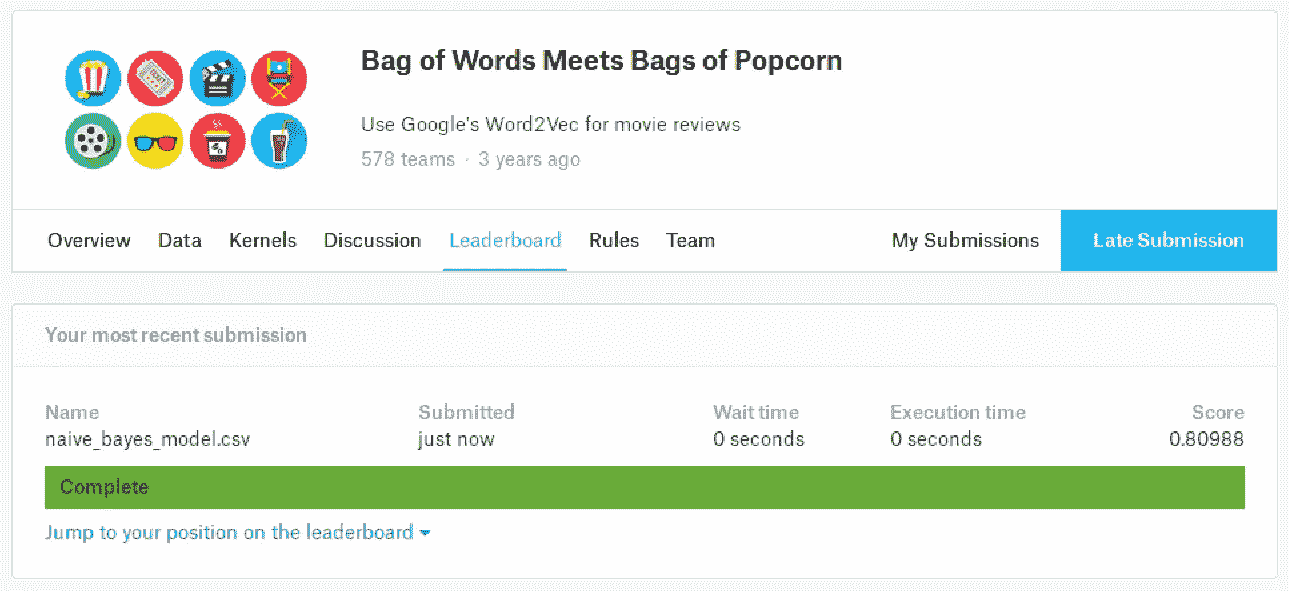 Bag of Words Meets Bags of Popcorn
Use Google's Word2Vec for movie reviews
578 teams · 3 years ago
Overview Data Kernels Discussion Leaderboard Rules Team My Submissions Late Submission
Your most recent submission
Name Submitted Wait time Execution time Score
naive_bayes_model.csv just now 0 seconds 0 seconds 0.80988
Complete
Jump to your position on the leaderboard